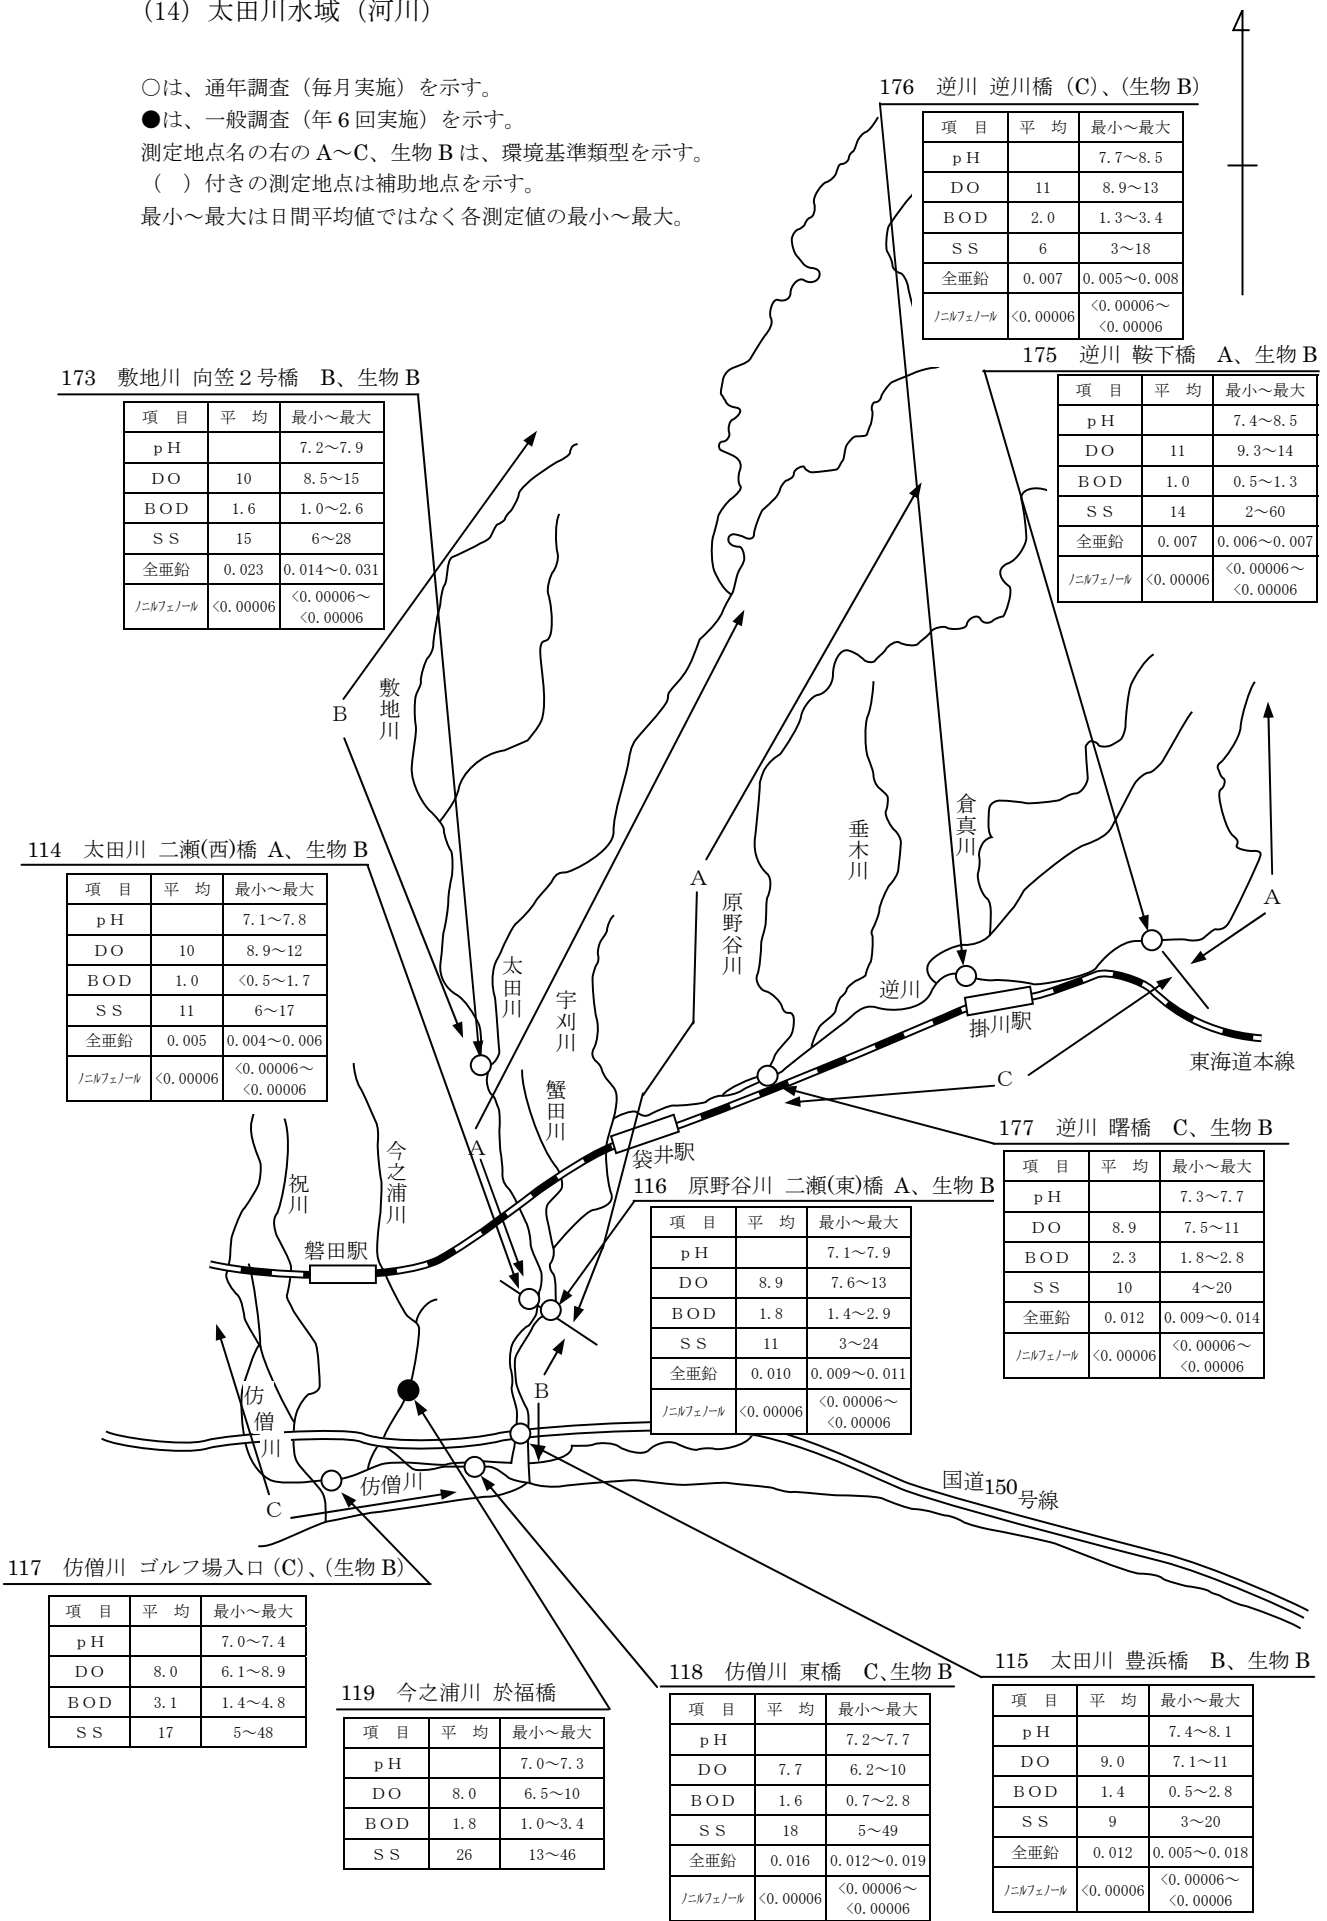 (14) 太田川水域（河川）
○は、通年調査（毎月実施）を示す。
●は、一般調査（年 6 回実施）を示す。
測定地点名の右の A～C、生物 B は、環境基準類型を示す。
（　）付きの測定地点は補助地点を示す。
最小～最大は日間平均値ではなく各測定値の最小～最大。
176　逆川 逆川橋（C）、（生物 B）
項　目　平　均　最小～最大
pH　7.7～8.5
DO　11　8.9～13
BOD　2.0　1.3～3.4
SS　6　3～18
全亜鉛　0.007　0.005～0.008
ﾉﾆﾙﾌｪﾉｰﾙ　<0.00006　<0.00006～
<0.00006
175　逆川 鞍下橋　A、生物 B
項　目　平　均　最小～最大
pH　7.4～8.5
DO　11　9.3～14
BOD　1.0　0.5～1.3
SS　14　2～60
全亜鉛　0.007　0.006～0.007
ﾉﾆﾙﾌｪﾉｰﾙ　<0.00006　<0.00006～
<0.00006
173　敷地川 向笠２号橋　B、生物 B
項　目　平　均　最小～最大
pH　7.2～7.9
DO　10　8.5～15
BOD　1.6　1.0～2.6
SS　15　6～28
全亜鉛　0.023　0.014～0.031
ﾉﾆﾙﾌｪﾉｰﾙ　<0.00006　<0.00006～
<0.00006
B
敷地川
114　太田川 二瀬(西)橋 A、生物 B
項　目　平　均　最小～最大
pH　7.1～7.8
DO　10　8.9～12
BOD　1.0　<0.5～1.7
SS　11　6～17
全亜鉛　0.005　0.004～0.006
ﾉﾆﾙﾌｪﾉｰﾙ　<0.00006　<0.00006～
<0.00006
倉真川
垂木川
A
原野谷川
A
太田川
宇刈川
逆川
掛川駅
東海道本線
C
蟹田川
A
袋井駅
今之浦川
祝川
磐田駅
177　逆川 曙橋　C、生物 B
項　目　平　均　最小～最大
pH　7.3～7.7
DO　8.9　7.5～11
BOD　2.3　1.8～2.8
SS　10　4～20
全亜鉛　0.012　0.009～0.014
ﾉﾆﾙﾌｪﾉｰﾙ　<0.00006　<0.00006～
<0.00006
116　原野谷川 二瀬(東)橋 A、生物 B
項　目　平　均　最小～最大
pH　7.1～7.9
DO　8.9　7.6～13
BOD　1.8　1.4～2.9
SS　11　3～24
全亜鉛　0.010　0.009～0.011
ﾉﾆﾙﾌｪﾉｰﾙ　<0.00006　<0.00006～
<0.00006
B
仿僧川
仿僧川
C
国道150号線
117　仿僧川 ゴルフ場入口（C）、（生物 B）
項　目　平　均　最小～最大
pH　7.0～7.4
DO　8.0　6.1～8.9
BOD　3.1　1.4～4.8
SS　17　5～48
119　今之浦川 於福橋
項　目　平　均　最小～最大
pH　7.0～7.3
DO　8.0　6.5～10
BOD　1.8　1.0～3.4
SS　26　13～46
118　仿僧川 東橋　C、生物 B
項　目　平　均　最小～最大
pH　7.2～7.7
DO　7.7　6.2～10
BOD　1.6　0.7～2.8
SS　18　5～49
全亜鉛　0.016　0.012～0.019
ﾉﾆﾙﾌｪﾉｰﾙ　<0.00006　<0.00006～
<0.00006
115　太田川 豊浜橋　B、生物 B
項　目　平　均　最小～最大
pH　7.4～8.1
DO　9.0　7.1～11
BOD　1.4　0.5～2.8
SS　9　3～20
全亜鉛　0.012　0.005～0.018
ﾉﾆﾙﾌｪﾉｰﾙ　<0.00006　<0.00006～
<0.00006